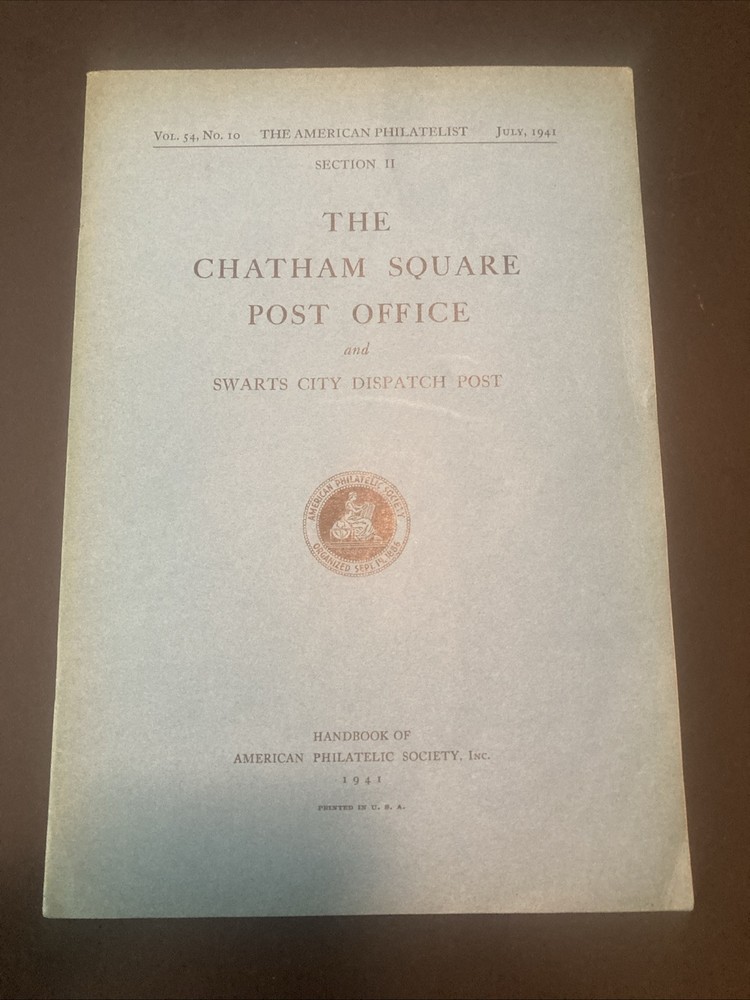 VOL. 54, NO. 10 THE AMERICAN PHILATELIST JULY, 1941
SECTION II
THE
CHATHAM SQUARE
POST OFFICE
and
SWARTS CITY DISPATCH POST
AMERICAN PHILATELIC SOCIETY
ORGANIZED SEPT. 14, 1886
HANDBOOK OF
AMERICAN PHILATELIC SOCIETY, INC.
1941
PRINTED IN U. S. A.